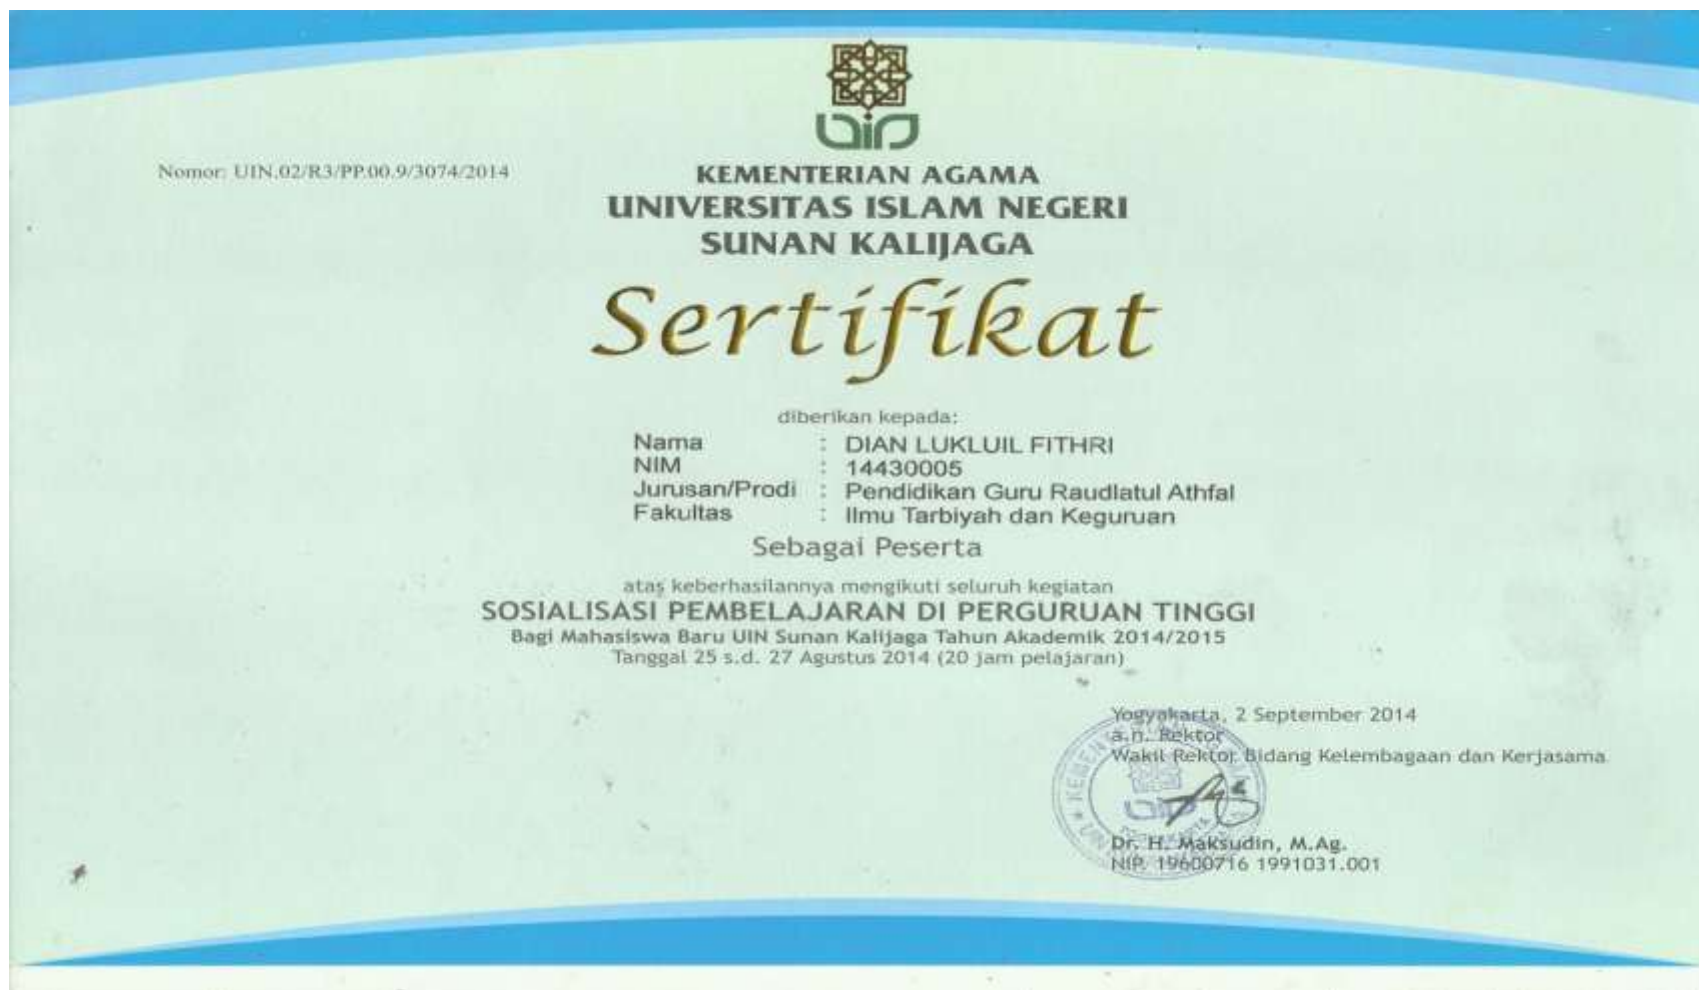 uin
Nomor: UIN.02/R3/PP.00.9/3074/2014
KEMENTERIAN AGAMA
UNIVERSITAS ISLAM NEGERI
SUNAN KALIJAGA
Sertifikat
diberikan kepada:
Nama : DIAN LUKLUIL FITHRI
NIM : 14430005
Jurusan/Prodi : Pendidikan Guru Raudlatul Athfal
Fakultas : Ilmu Tarbiyah dan Keguruan
Sebagai Peserta
atas keberhasilannya mengikuti seluruh kegiatan
SOSIALISASI PEMBELAJARAN DI PERGURUAN TINGGI
Bagi Mahasiswa Baru UIN Sunan Kalijaga Tahun Akademik 2014/2015
Tanggal 25 s.d. 27 Agustus 2014 (20 jam pelajaran)
Yogyakarta, 2 September 2014
a.n. Rektor
Wakil Rektor Bidang Kelembagaan dan Kerjasama
Dr. H. Maksudin, M.Ag.
NIP. 19600716 1991031.001